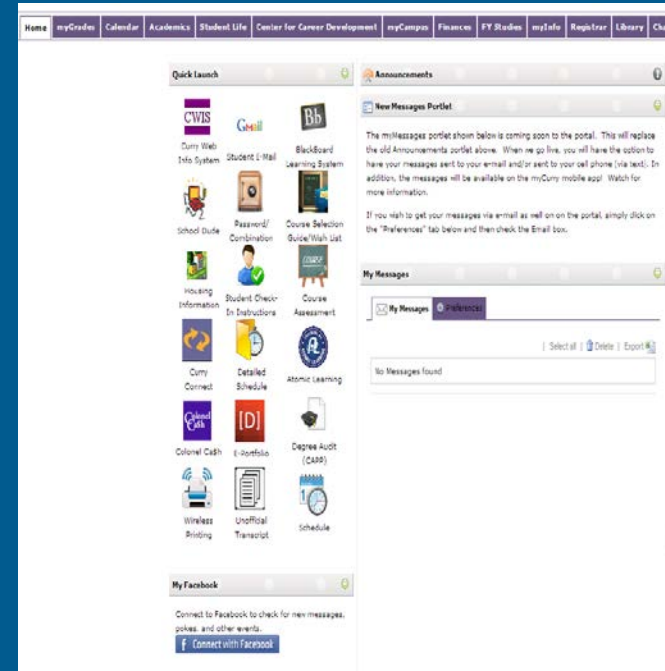 Home myGrades Calendar Academics Student Life Center for Career Development myCampus Finances FY Studies myInfo Registrar Library
Quick Launch
CWIS
Curry Web
Info System
Gmail
Student E-Mail
Bb
BlackBoard
Learning System
School Dude
Password/
Combination
Course Selection
Guide/Wish List
Housing
Information
Student Check-
In Instructions
COURSE
Course
Assessment
Curry
Connect
Detailed
Schedule
Atomic Learning
Colonel
Ca$h
Colonel Ca$h
[D]
E-Portfolio
Degree Audit
(CAPP)
Wireless
Printing
Unofficial
Transcript
Schedule
My Facebook
Connect to Facebook to check for new messages,
pokes, and other events.
f Connect with Facebook
Announcements
New Messages Portlet
The myMessages portlet shown below is coming soon to the portal. This will replace
the old Announcements portlet above. When we go live, you will have the option to
have your messages sent to your e-mail and/or sent to your cell phone (via text). In
addition, the messages will be available on the myCurry mobile app! Watch for
more information.
If you wish to get your messages via e-mail as well on on the portal, simply click on
the "Preferences" tab below and then check the Email box.
My Messages
My Messages Preferences
| Select all | Delete | Export
No Messages found